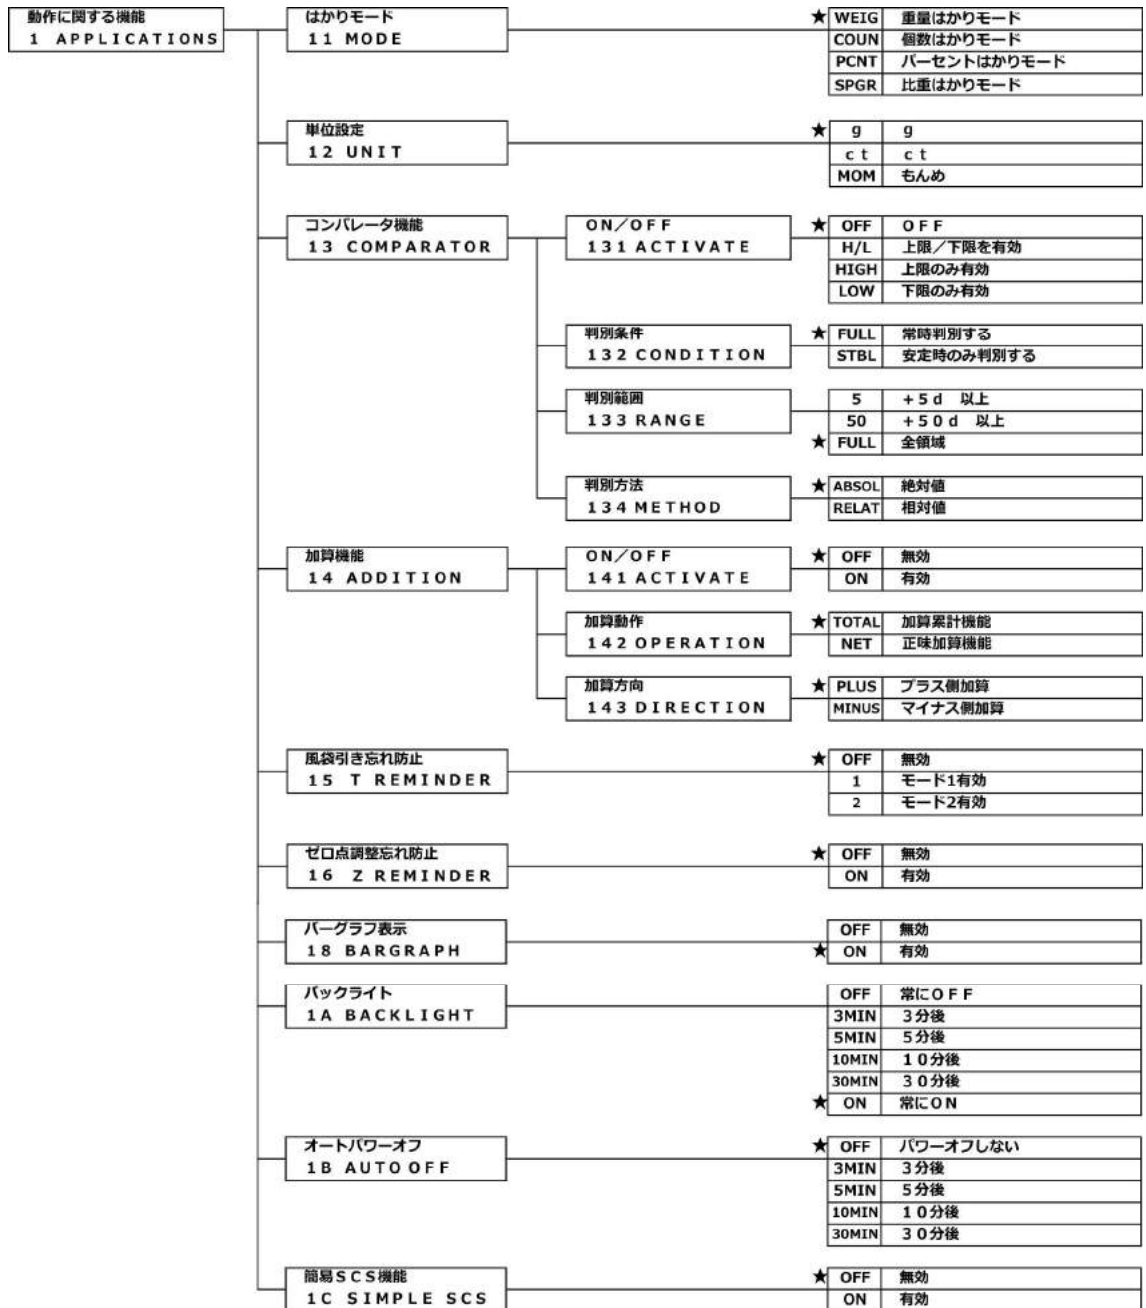 動作に関する機能
1 APPLICATIONS
はかりモード
11 MODE
★ WEIG 重量はかりモード
COUN 個数はかりモード
PCNT パーセントはかりモード
SPGR 比重はかりモード
単位設定
12 UNIT
★ g g
ct ct
MOM もんめ
コンパレータ機能
13 COMPARATOR
ON/OFF
131 ACTIVATE
★ OFF OFF
H/L 上限/下限を有効
HIGH 上限のみ有効
LOW 下限のみ有効
判別条件
132 CONDITION
★ FULL 常時判別する
STBL 安定時のみ判別する
判別範囲
133 RANGE
5 +5d 以上
50 +50d 以上
★ FULL 全領域
判別方法
134 METHOD
★ ABSOL 絶対値
RELAT 相対値
加算機能
14 ADDITION
ON/OFF
141 ACTIVATE
★ OFF 無効
ON 有効
加算動作
142 OPERATION
★ TOTAL 加算累計機能
NET 正味加算機能
加算方向
143 DIRECTION
★ PLUS プラス側加算
MINUS マイナス側加算
風袋引き忘れ防止
15 T REMINDER
★ OFF 無効
1 モード1有効
2 モード2有効
ゼロ点調整忘れ防止
16 Z REMINDER
★ OFF 無効
ON 有効
バーグラフ表示
18 BARGRAPH
OFF 無効
★ ON 有効
バックライト
1A BACKLIGHT
OFF 常にOFF
3MIN 3分後
5MIN 5分後
10MIN 10分後
30MIN 30分後
★ ON 常にON
オートパワーオフ
1B AUTO OFF
★ OFF パワーオフしない
3MIN 3分後
5MIN 5分後
10MIN 10分後
30MIN 30分後
簡易SCS機能
1C SIMPLE SCS
★ OFF 無効
ON 有効